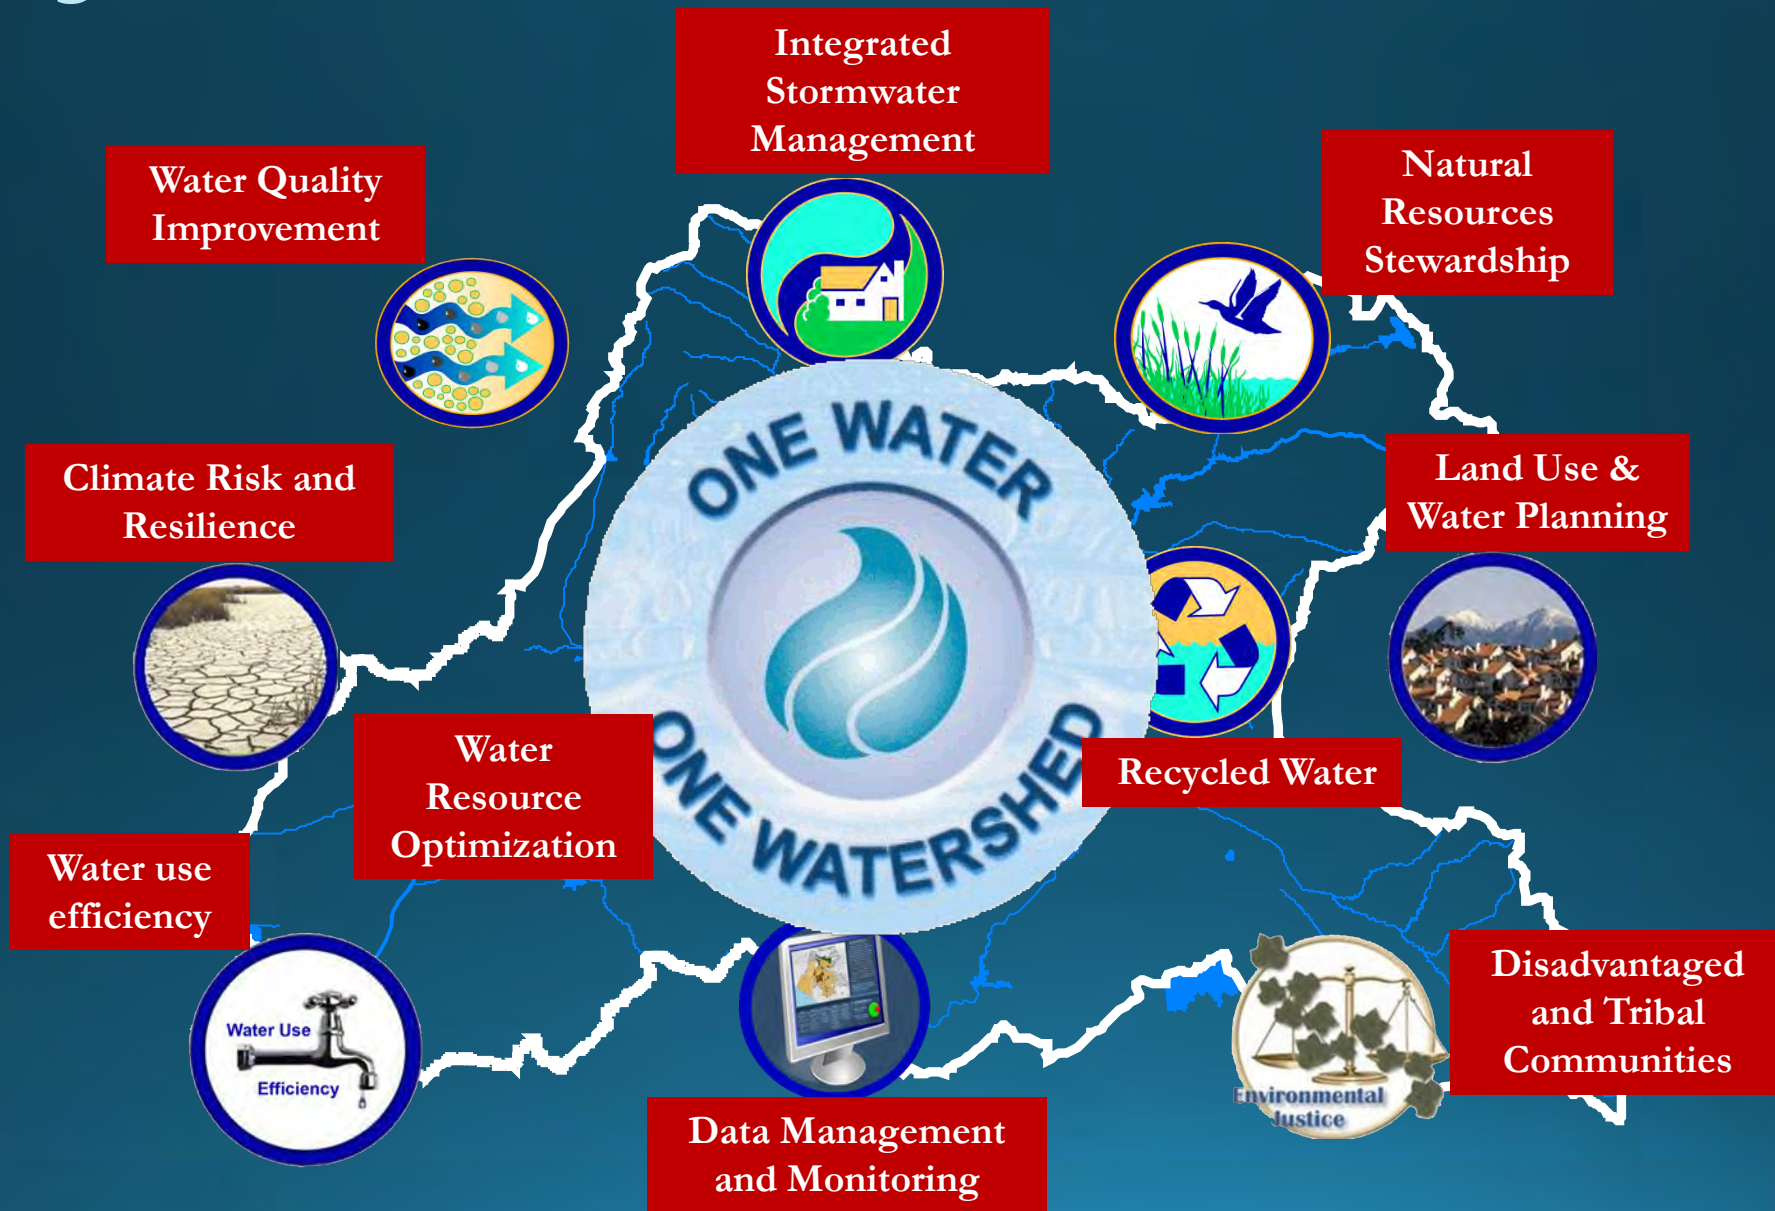 Integrated
Stormwater
Management
Water Quality
Improvement
Natural
Resources
Stewardship
ONE WATER
Climate Risk and
Resilience
Land Use &
Water Planning
Water
Resource
Optimization
Recycled Water
ONE WATERSHED
Water use
efficiency
Water Use
Efficiency
Disadvantaged
and Tribal
Communities
Environmental
Justice
Data Management
and Monitoring